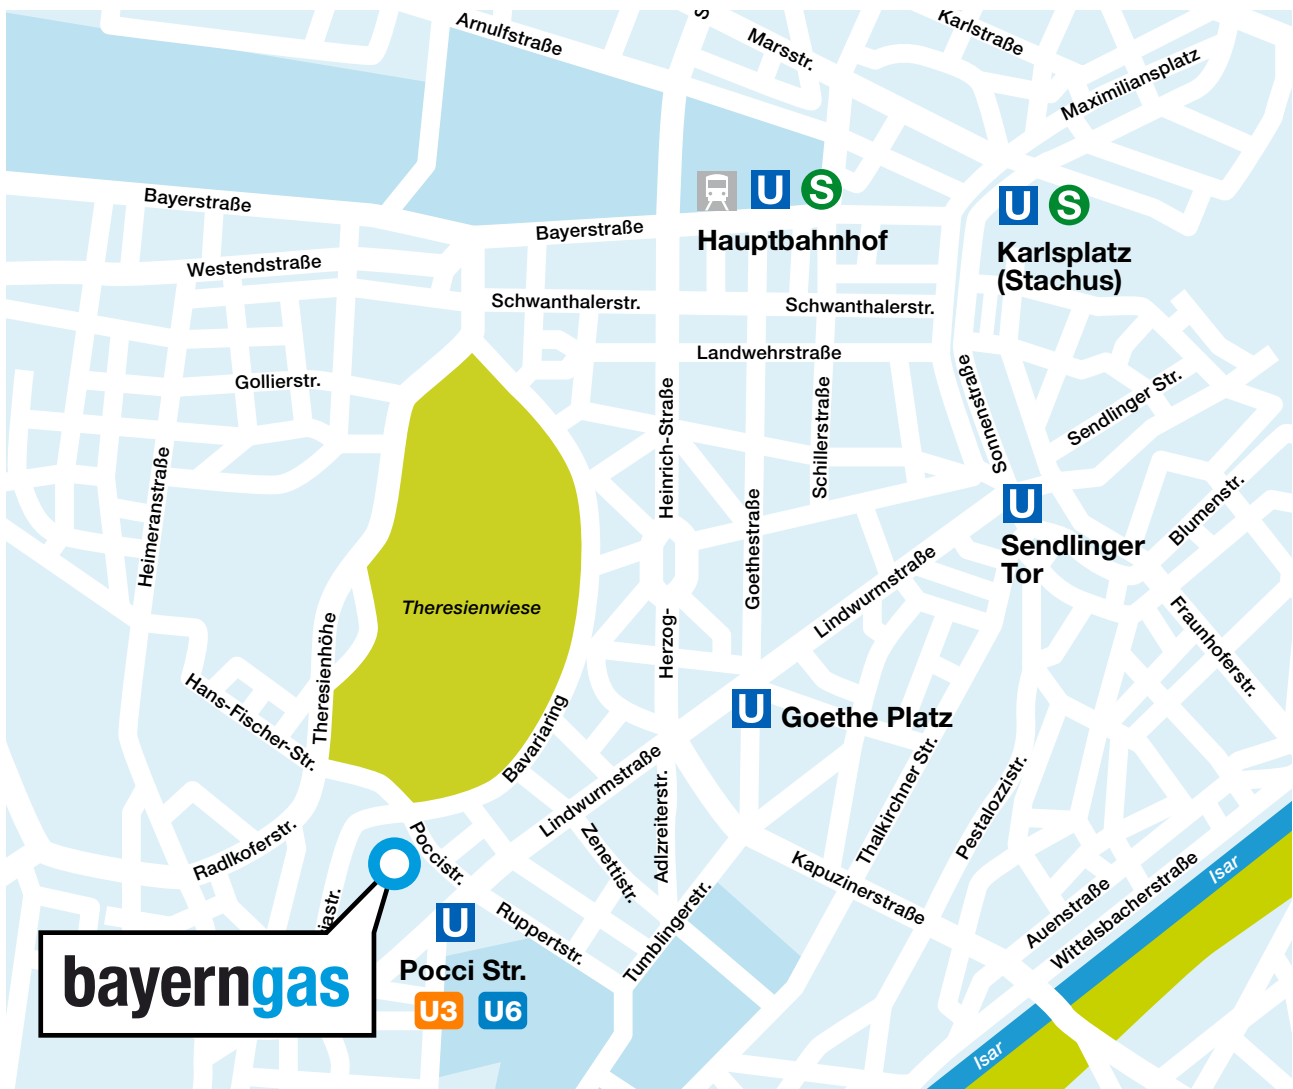 Arnulfstraße
Marsstr.
Karlstraße
Maximiliansplatz
Bayerstraße
Bayerstraße
U S
Hauptbahnhof
U S
Karlsplatz
(Stachus)
Westendstraße
Schwanthalerstr.
Schwanthalerstr.
Landwehrstraße
Gollierstr.
Heinrich-Straße
Schillerstraße
Sonnenstraße
Sendlinger Str.
Heimeranstraße
Goethestraße
U
Sendlinger
Tor
Blumenstr.
Lindwurmstraße
Theresienwiese
Theresienhöhe
Herzog-
Fraunhoferstr.
Hans-Fischer-Str.
U Goethe Platz
Bavariaring
Lindwurmstraße
Adlzreiterstr.
Thalkirchner Str.
Pestalozzistr.
Radlkoferstr.
Poccistr.
Zenettistr.
Kapuzinerstraße
Isar
Auenstraße
Wittelsbacherstraße
iastr.
Ruppertstr.
Tumblingerstr.
U
Pocci Str.
U3 U6
bayerngas
Isar